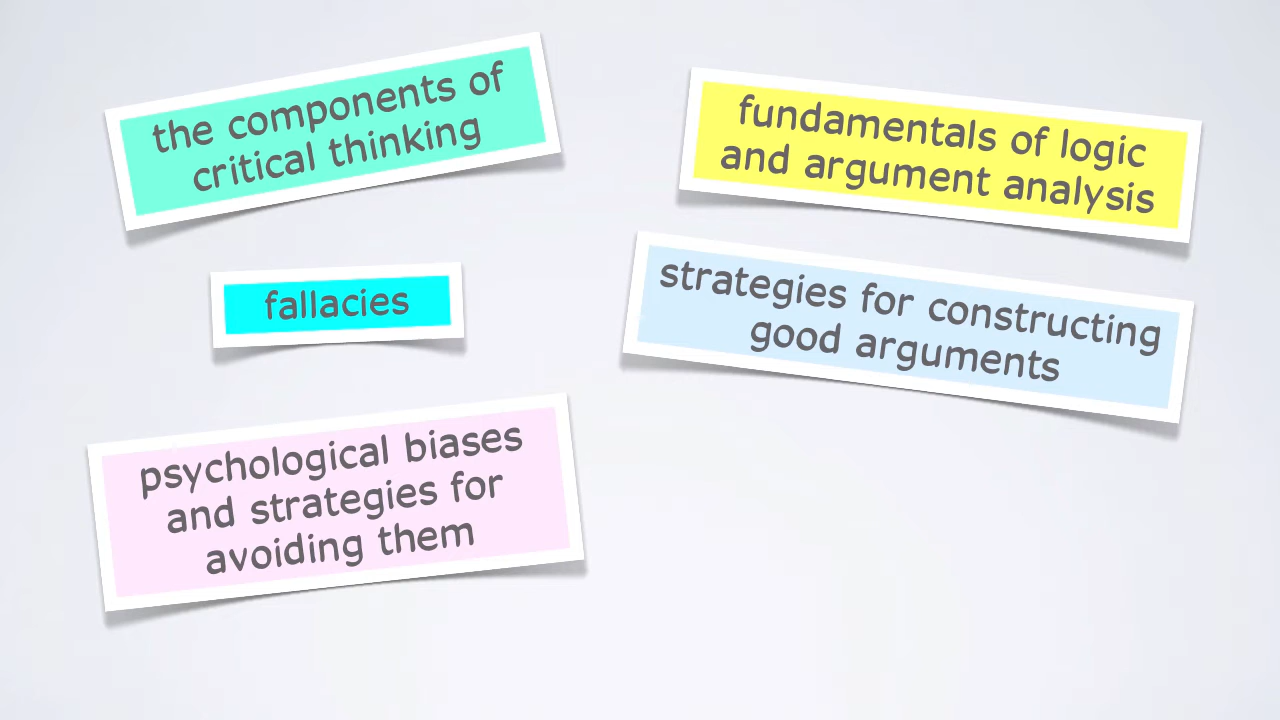 the components of
critical thinking
fundamentals of logic
and argument analysis
fallacies
strategies for constructing
good arguments
psychological biases
and strategies for
avoiding them